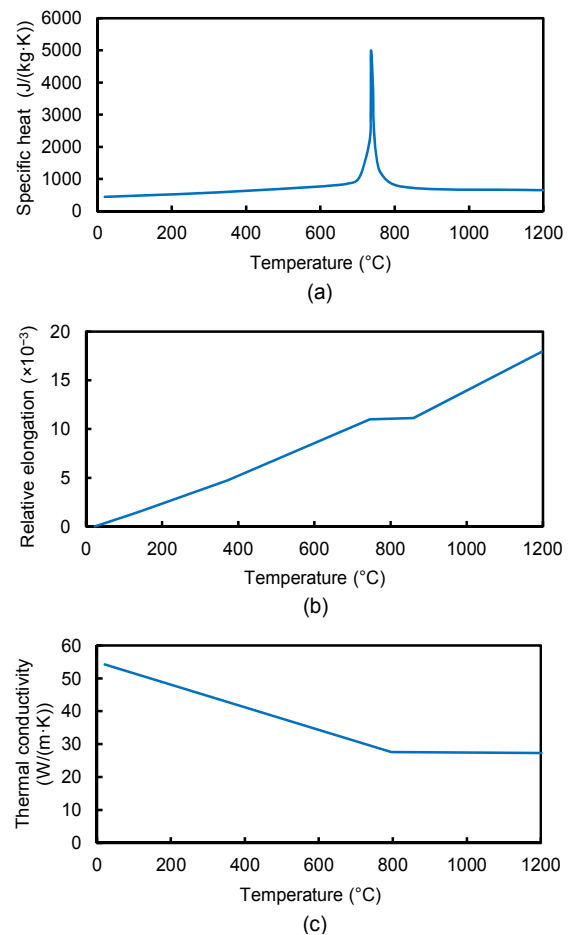 Specific heat (J/(kg·K))
6000
5000
4000
3000
2000
1000
0
0 200 400 600 800 1000 1200
Temperature (°C)
(a)
Relative elongation (×10⁻³)
20
15
10
5
0
0 200 400 600 800 1000 1200
Temperature (°C)
(b)
Thermal conductivity
(W/(m·K))
60
50
40
30
20
10
0
0 200 400 600 800 1000 1200
Temperature (°C)
(c)